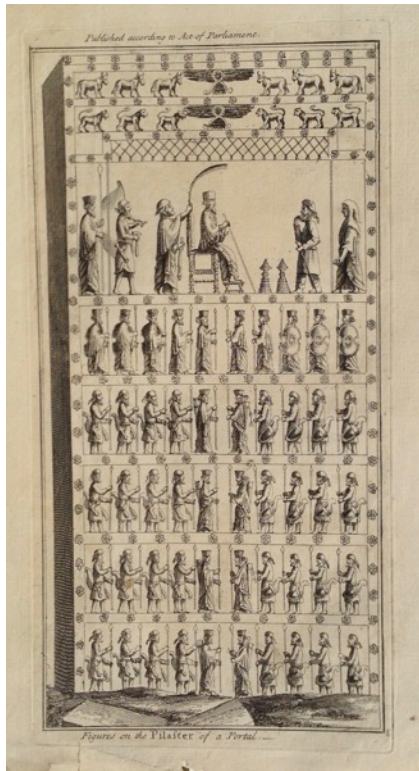 Published according to Act of Parliament.
Figures on the Pilaster of a Portal.